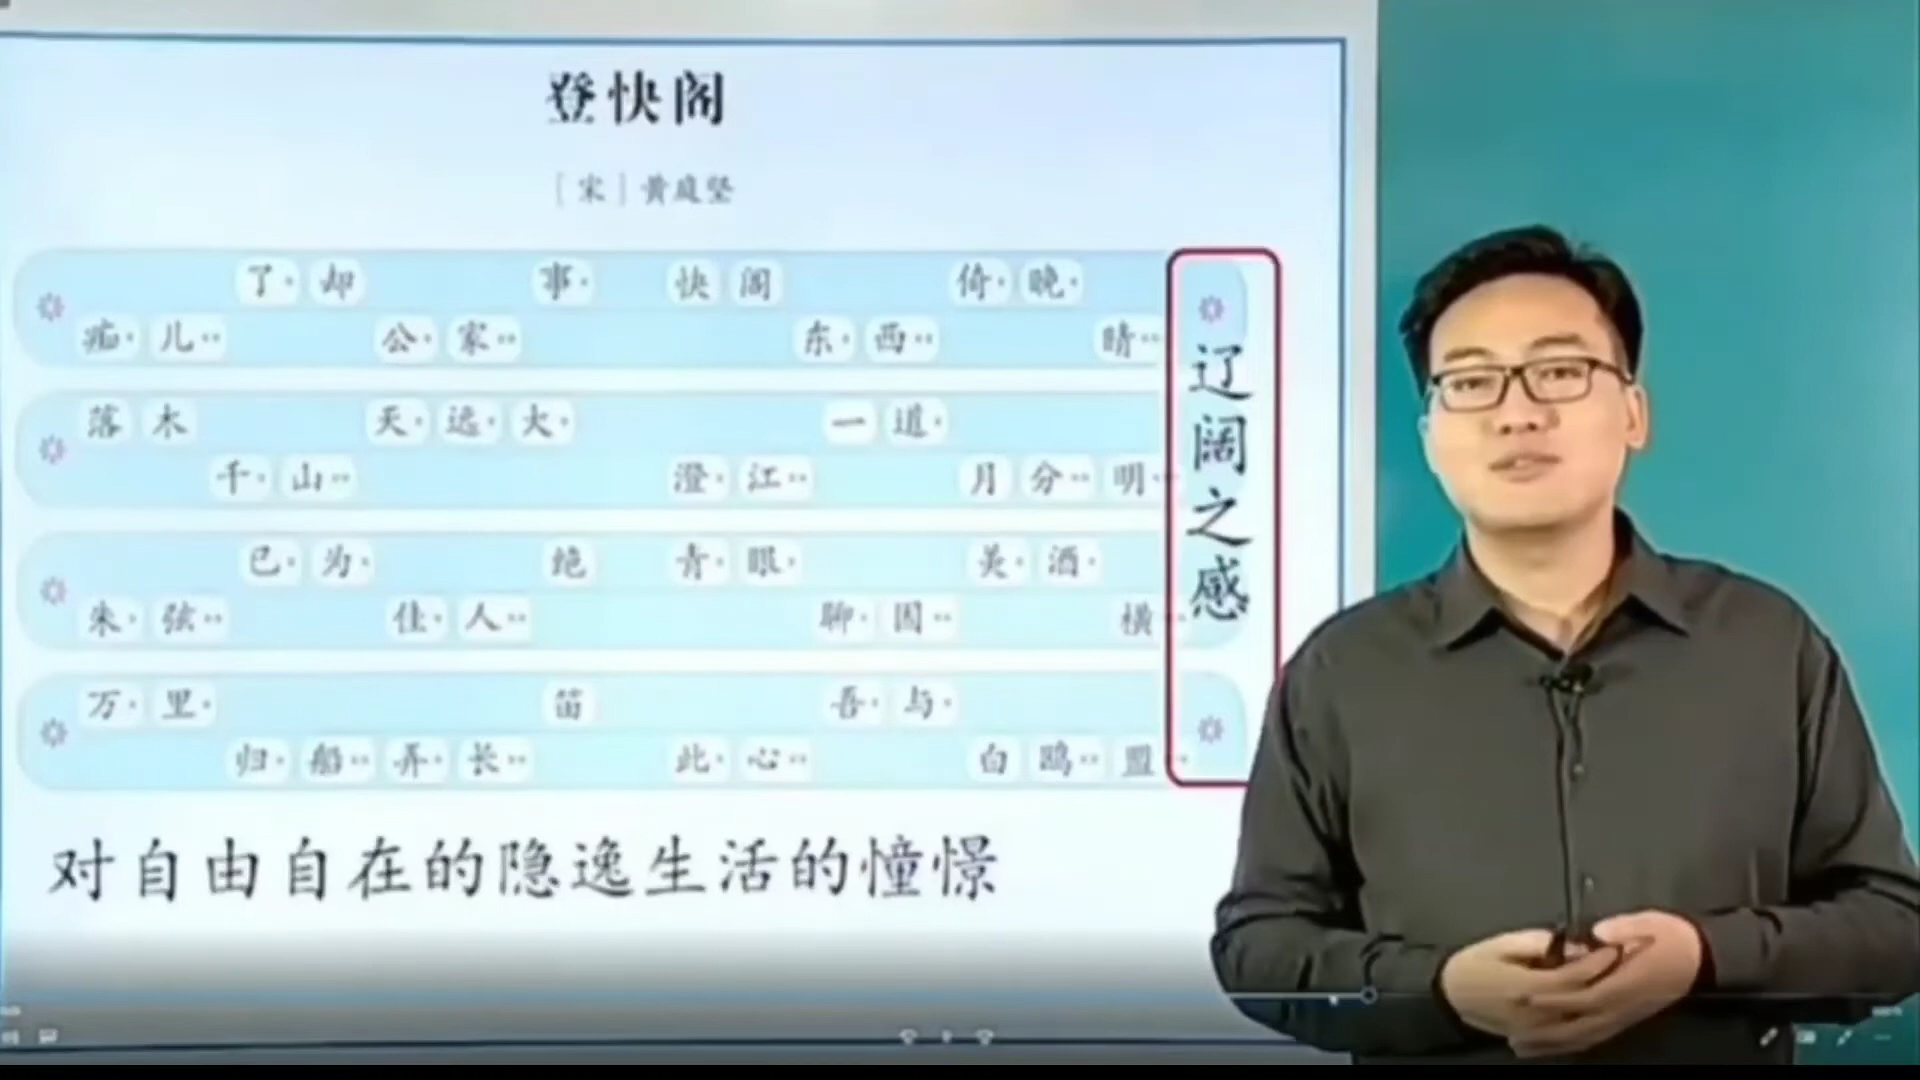 登快阁
[宋]黄庭坚
痴儿了却公家事 快阁东西倚晚晴
落木千山天远大 澄江一道月分明
朱弦已为佳人绝 青眼聊因美酒横
万里归船弄长笛 此心吾与白鸥盟
辽阔之感
对自由自在的隐逸生活的憧憬